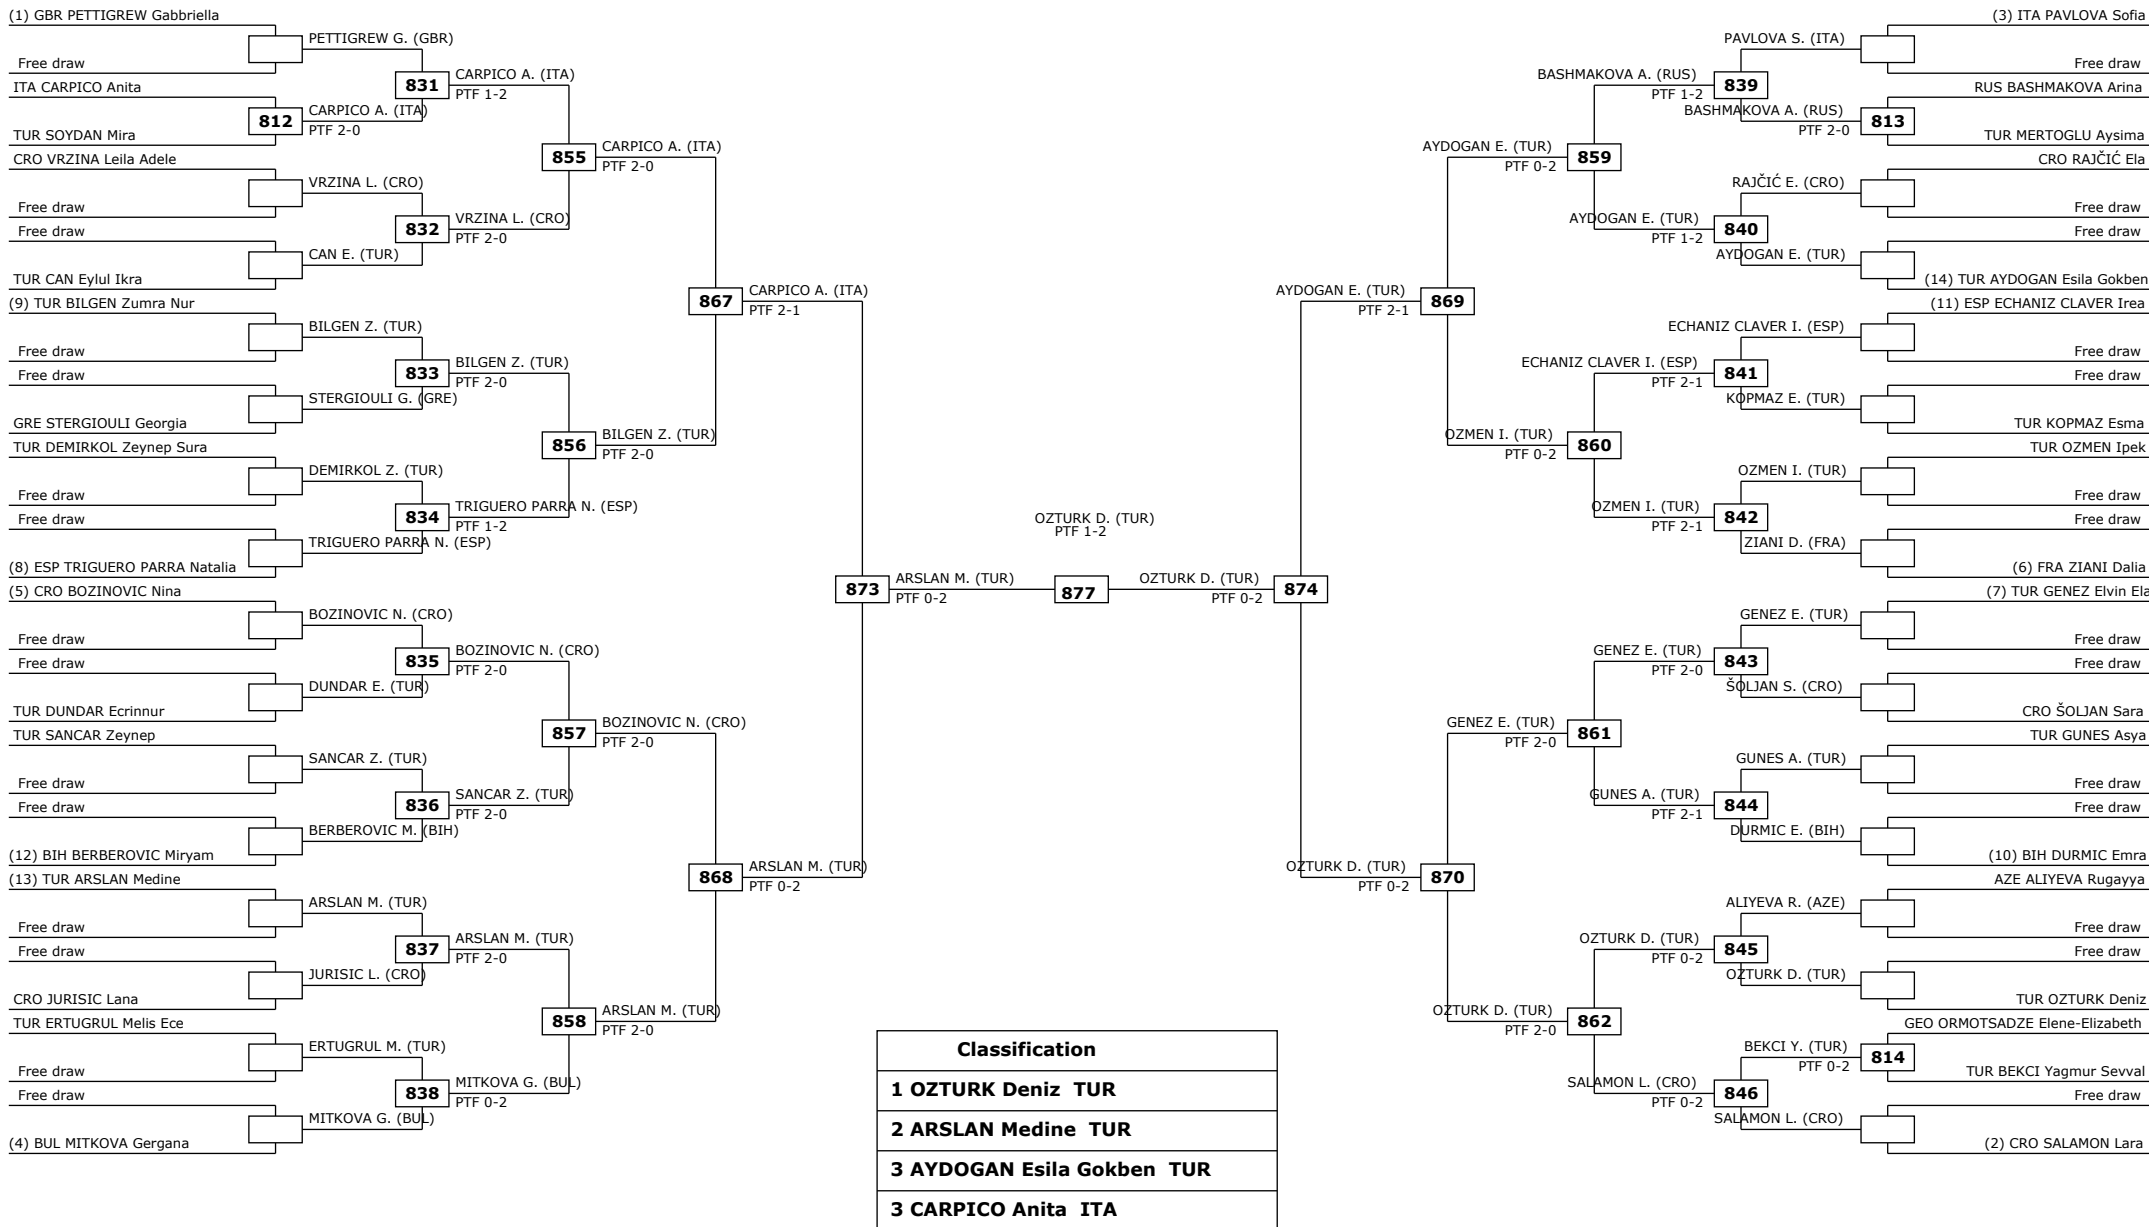 (1) GBR PETTIGREW Gabbriella
Free draw
ITA CARPICO Anita
TUR SOYDAN Mira
CRO VRZINA Leila Adele
Free draw
Free draw
TUR CAN Eylul Ikra
(9) TUR BILGEN Zumra Nur
Free draw
Free draw
GRE STERGIOULI Georgia
TUR DEMIRKOL Zeynep Sura
Free draw
Free draw
(8) ESP TRIGUERO PARRA Natalia
(5) CRO BOZINOVIC Nina
Free draw
Free draw
TUR DUNDAR Ecrinnur
TUR SANCAR Zeynep
Free draw
Free draw
(12) BIH BERBEROVIC Miryam
(13) TUR ARSLAN Medine
Free draw
Free draw
CRO JURISIC Lana
TUR ERTUGRUL Melis Ece
Free draw
Free draw
(4) BUL MITKOVA Gergana
PETTIGREW G. (GBR)
812
CARPICO A. (ITA)
PTF 2-0
VRZINA L. (CRO)
CAN E. (TUR)
BILGEN Z. (TUR)
STERGIOULI G. (GRE)
DEMIRKOL Z. (TUR)
TRIGUERO PARRA N. (ESP)
BOZINOVIC N. (CRO)
DUNDAR E. (TUR)
SANCAR Z. (TUR)
BERBEROVIC M. (BIH)
ARSLAN M. (TUR)
JURISIC L. (CRO)
ERTUGRUL M. (TUR)
MITKOVA G. (BUL)
831
CARPICO A. (ITA)
PTF 1-2
832
VRZINA L. (CRO)
PTF 2-0
833
BILGEN Z. (TUR)
PTF 2-0
834
TRIGUERO PARRA N. (ESP)
PTF 1-2
835
BOZINOVIC N. (CRO)
PTF 2-0
836
SANCAR Z. (TUR)
PTF 2-0
837
ARSLAN M. (TUR)
PTF 2-0
838
MITKOVA G. (BUL)
PTF 0-2
855
CARPICO A. (ITA)
PTF 2-0
856
BILGEN Z. (TUR)
PTF 2-0
857
BOZINOVIC N. (CRO)
PTF 2-0
858
ARSLAN M. (TUR)
PTF 2-0
867
CARPICO A. (ITA)
PTF 2-1
868
ARSLAN M. (TUR)
PTF 0-2
873
ARSLAN M. (TUR)
PTF 0-2
OZTURK D. (TUR)
PTF 1-2
877
OZTURK D. (TUR)
PTF 0-2
874
AYDOGAN E. (TUR)
PTF 2-1
869
OZTURK D. (TUR)
PTF 0-2
870
AYDOGAN E. (TUR)
PTF 0-2
859
OZMEN I. (TUR)
PTF 0-2
860
GENEZ E. (TUR)
PTF 2-0
861
OZTURK D. (TUR)
PTF 2-0
862
BASHMAKOVA A. (RUS)
PTF 1-2
839
AYDOGAN E. (TUR)
PTF 1-2
840
ECHANIZ CLAVER I. (ESP)
PTF 2-1
841
OZMEN I. (TUR)
PTF 2-1
842
GENEZ E. (TUR)
PTF 2-0
843
GUNES A. (TUR)
PTF 2-1
844
OZTURK D. (TUR)
PTF 0-2
845
SALAMON L. (CRO)
PTF 0-2
846
PAVLOVA S. (ITA)
BASHMAKOVA A. (RUS)
PTF 2-0
813
RAJČIĆ E. (CRO)
AYDOGAN E. (TUR)
ECHANIZ CLAVER I. (ESP)
KOPMAZ E. (TUR)
OZMEN I. (TUR)
ZIANI D. (FRA)
GENEZ E. (TUR)
ŠOLJAN S. (CRO)
GUNES A. (TUR)
DURMIC E. (BIH)
ALIYEVA R. (AZE)
OZTURK D. (TUR)
BEKCI Y. (TUR)
PTF 0-2
814
SALAMON L. (CRO)
(3) ITA PAVLOVA Sofia
Free draw
RUS BASHMAKOVA Arina
TUR MERTOGLU Aysima
CRO RAJČIĆ Ela
Free draw
Free draw
(14) TUR AYDOGAN Esila Gokben
(11) ESP ECHANIZ CLAVER Irea
Free draw
Free draw
TUR KOPMAZ Esma
TUR OZMEN Ipek
Free draw
Free draw
(6) FRA ZIANI Dalia
(7) TUR GENEZ Elvin Ela
Free draw
Free draw
CRO ŠOLJAN Sara
TUR GUNES Asya
Free draw
Free draw
(10) BIH DURMIC Emra
AZE ALIYEVA Rugayya
Free draw
Free draw
TUR OZTURK Deniz
GEO ORMOTSADZE Elene-Elizabeth
TUR BEKCI Yagmur Sevval
Free draw
(2) CRO SALAMON Lara
Classification
1 OZTURK Deniz TUR
2 ARSLAN Medine TUR
3 AYDOGAN Esila Gokben TUR
3 CARPICO Anita ITA